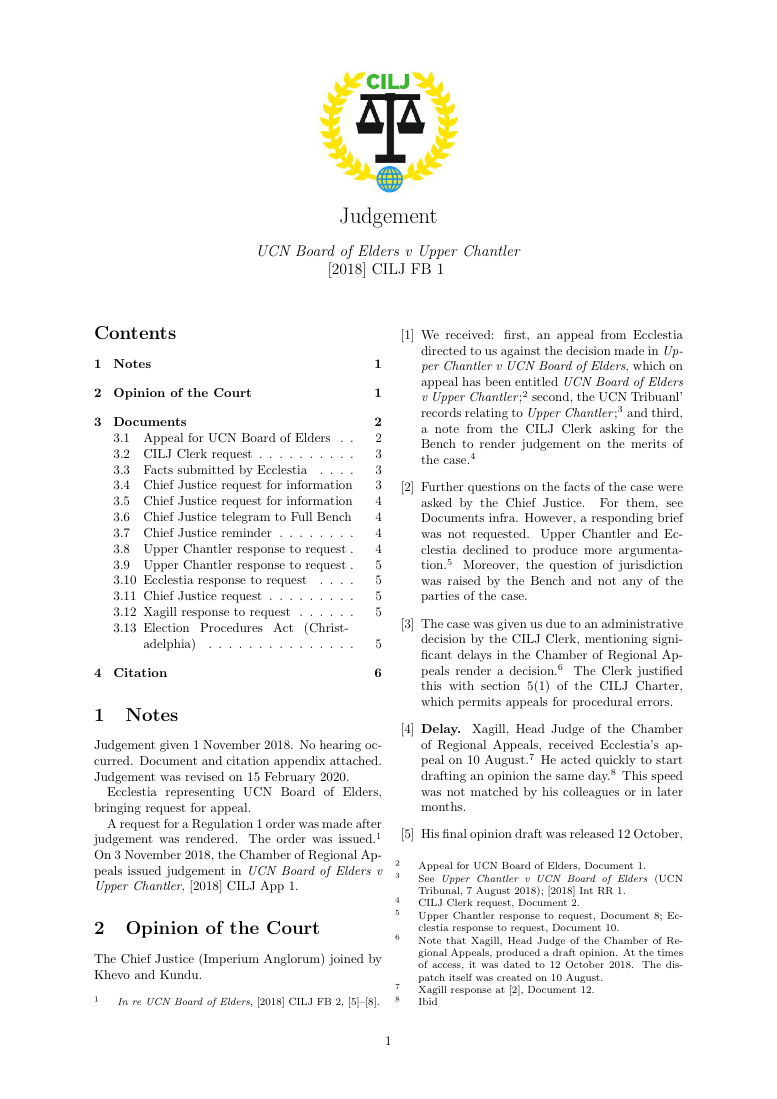 CILJ
Judgement
UCN Board of Elders v Upper Chantler
[2018] CILJ FB 1
Contents
1 Notes 1
2 Opinion of the Court 1
3 Documents 2
3.1 Appeal for UCN Board of Elders . . 2
3.2 CILJ Clerk request . . . . . . . . . . 3
3.3 Facts submitted by Ecclestia . . . . 3
3.4 Chief Justice request for information 3
3.5 Chief Justice request for information 4
3.6 Chief Justice telegram to Full Bench 4
3.7 Chief Justice reminder . . . . . . . . 4
3.8 Upper Chantler response to request . 4
3.9 Upper Chantler response to request . 5
3.10 Ecclestia response to request . . . . 5
3.11 Chief Justice request . . . . . . . . . 5
3.12 Xagill response to request . . . . . . 5
3.13 Election Procedures Act (Christ-
adelphia) . . . . . . . . . . . . . . . 5
4 Citation 6
1 Notes
Judgement given 1 November 2018. No hearing oc-
curred. Document and citation appendix attached.
Judgement was revised on 15 February 2020.
Ecclestia representing UCN Board of Elders,
bringing request for appeal.
A request for a Regulation 1 order was made after
judgement was rendered. The order was issued.1
On 3 November 2018, the Chamber of Regional Ap-
peals issued judgement in UCN Board of Elders v
Upper Chantler, [2018] CILJ App 1.
2 Opinion of the Court
The Chief Justice (Imperium Anglorum) joined by
Khevo and Kundu.
1 In re UCN Board of Elders, [2018] CILJ FB 2, [5]–[8].
[1] We received: first, an appeal from Ecclestia
directed to us against the decision made in Up-
per Chantler v UCN Board of Elders, which on
appeal has been entitled UCN Board of Elders
v Upper Chantler;2 second, the UCN Tribuanl'
records relating to Upper Chantler;3 and third,
a note from the CILJ Clerk asking for the
Bench to render judgement on the merits of
the case.4
[2] Further questions on the facts of the case were
asked by the Chief Justice. For them, see
Documents infra. However, a responding brief
was not requested. Upper Chantler and Ec-
clestia declined to produce more argumenta-
tion.5 Moreover, the question of jurisdiction
was raised by the Bench and not any of the
parties of the case.
[3] The case was given us due to an administrative
decision by the CILJ Clerk, mentioning signi-
ficant delays in the Chamber of Regional Ap-
peals render a decision.6 The Clerk justified
this with section 5(1) of the CILJ Charter,
which permits appeals for procedural errors.
[4] Delay. Xagill, Head Judge of the Chamber
of Regional Appeals, received Ecclestia's ap-
peal on 10 August.7 He acted quickly to start
drafting an opinion the same day.8 This speed
was not matched by his colleagues or in later
months.
[5] His final opinion draft was released 12 October,
2 Appeal for UCN Board of Elders, Document 1.
3 See Upper Chantler v UCN Board of Elders (UCN
Tribunal, 7 August 2018); [2018] Int RR 1.
4 CILJ Clerk request, Document 2.
5 Upper Chantler response to request, Document 8; Ec-
clestia response to request, Document 10.
6 Note that Xagill, Head Judge of the Chamber of Re-
gional Appeals, produced a draft opinion. At the times
of access, it was dated to 12 October 2018. The dis-
patch itself was created on 10 August.
7 Xagill response at [2], Document 12.
8 Ibid
1